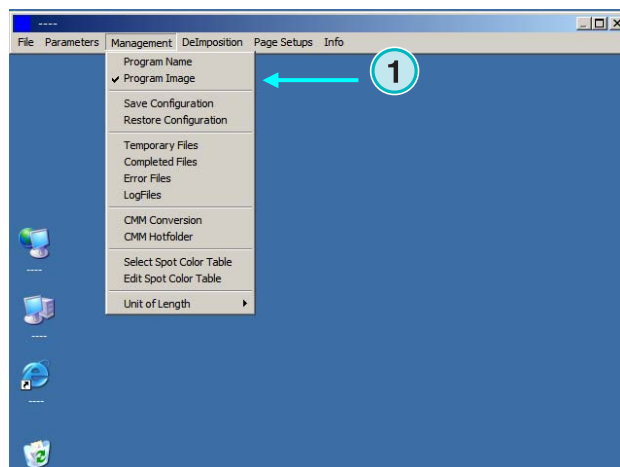 ----
File Parameters Management DeImposition Page Setups Info
Program Name
✓ Program Image
1
Save Configuration
Restore Configuration
Temporary Files
Completed Files
Error Files
LogFiles
CMM Conversion
CMM Hotfolder
Select Spot Color Table
Edit Spot Color Table
Unit of Length
----
----
----